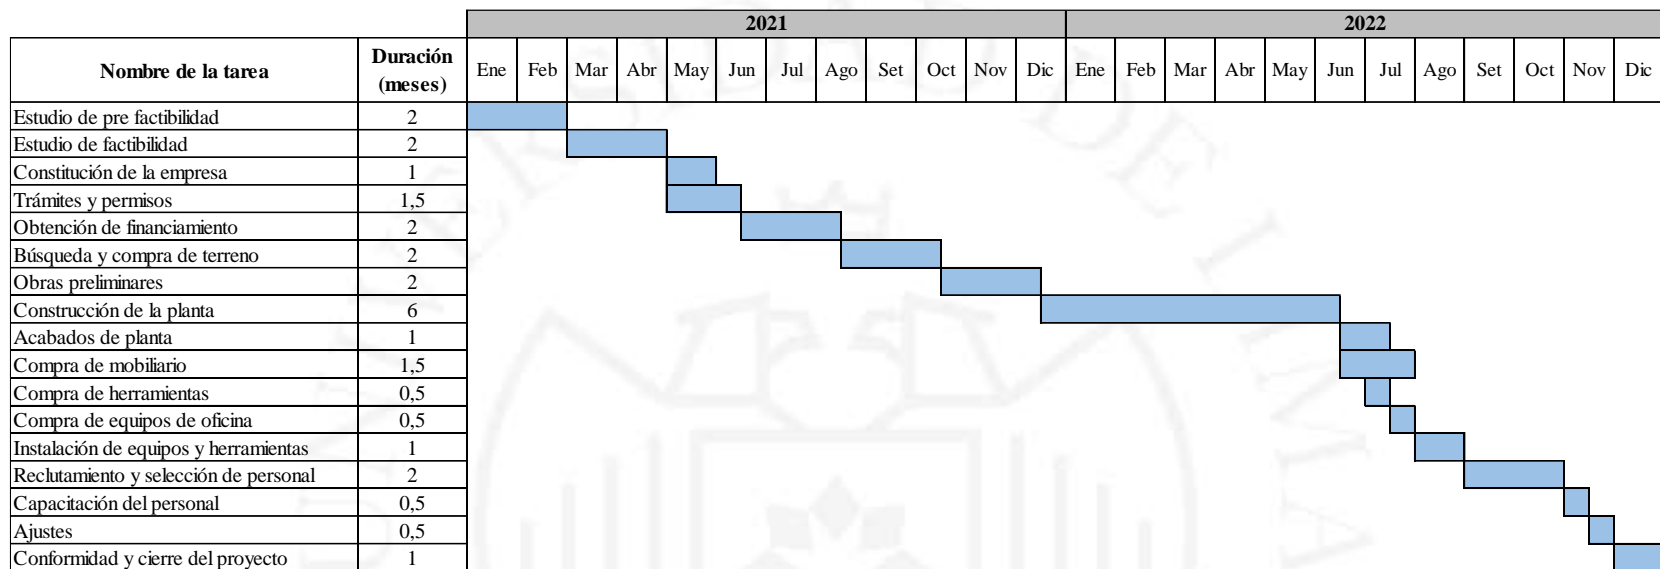 2021 2022
Nombre de la tarea Duración (meses) Ene Feb Mar Abr May Jun Jul Ago Set Oct Nov Dic Ene Feb Mar Abr May Jun Jul Ago Set Oct Nov Dic
Estudio de pre factibilidad 2
Estudio de factibilidad 2
Constitución de la empresa 1
Trámites y permisos 1,5
Obtención de financiamiento 2
Búsqueda y compra de terreno 2
Obras preliminares 2
Construcción de la planta 6
Acabados de planta 1
Compra de mobiliario 1,5
Compra de herramientas 0,5
Compra de equipos de oficina 0,5
Instalación de equipos y herramientas 1
Reclutamiento y selección de personal 2
Capacitación del personal 0,5
Ajustes 0,5
Conformidad y cierre del proyecto 1
UNIVERSIDAD DE LIMA